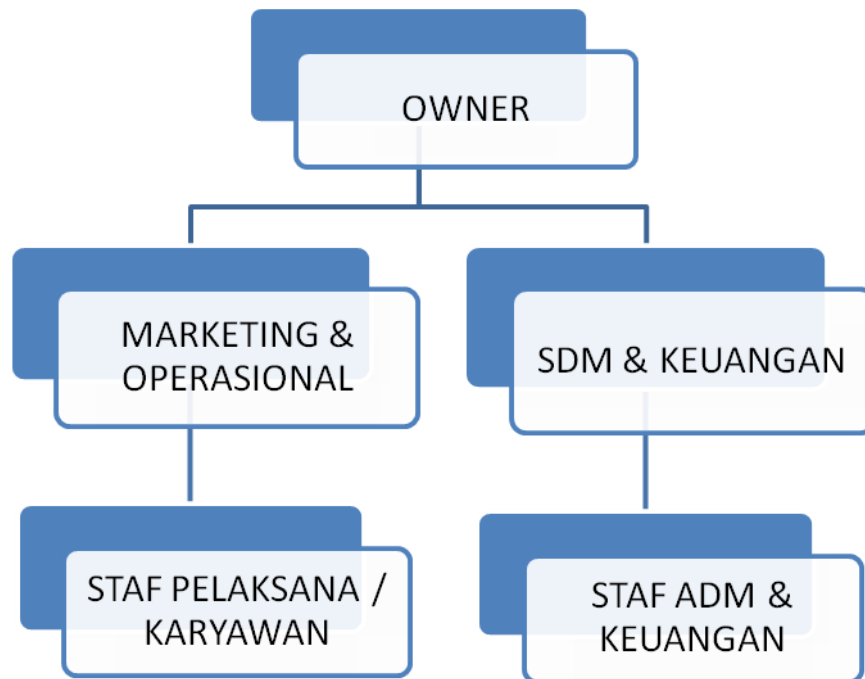 OWNER
MARKETING &
OPERASIONAL
SDM & KEUANGAN
STAF PELAKSANA /
KARYAWAN
STAF ADM &
KEUANGAN